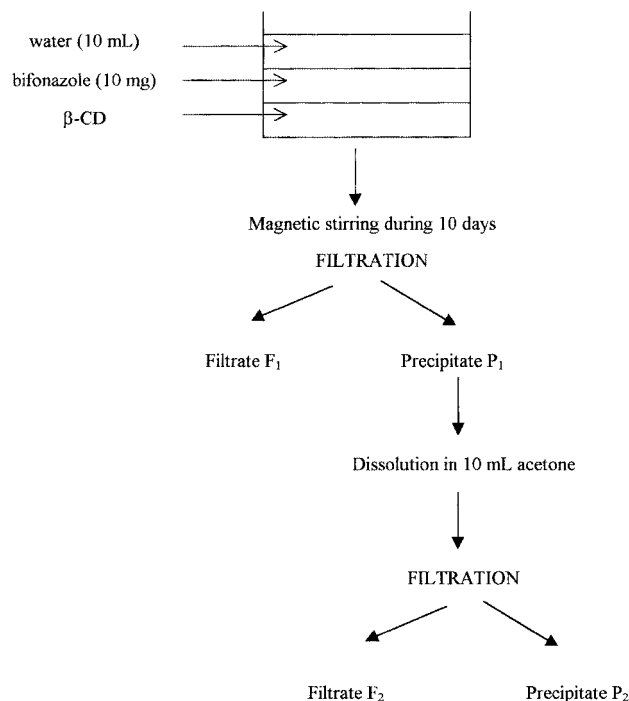 water (10 mL)
bifonazole (10 mg)
β-CD
Magnetic stirring during 10 days
FILTRATION
Filtrate F₁
Precipitate P₁
Dissolution in 10 mL acetone
FILTRATION
Filtrate F₂
Precipitate P₂